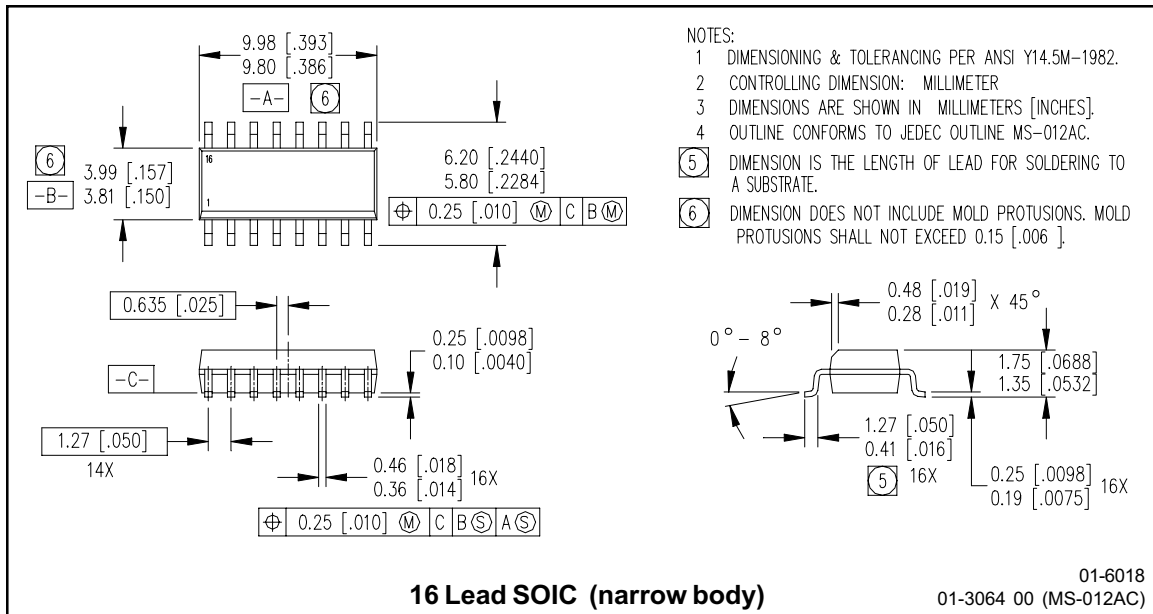 9.98 [.393]
9.80 [.386]
-A- 6
6
3.99 [.157]
-B- 3.81 [.150]
16
1
6.20 [.2440]
5.80 [.2284]
⌖ 0.25 [.010] Ⓜ C B Ⓜ
NOTES:
1 DIMENSIONING & TOLERANCING PER ANSI Y14.5M-1982.
2 CONTROLLING DIMENSION: MILLIMETER
3 DIMENSIONS ARE SHOWN IN MILLIMETERS [INCHES].
4 OUTLINE CONFORMS TO JEDEC OUTLINE MS-012AC.
5 DIMENSION IS THE LENGTH OF LEAD FOR SOLDERING TO
A SUBSTRATE.
6 DIMENSION DOES NOT INCLUDE MOLD PROTUSIONS. MOLD
PROTUSIONS SHALL NOT EXCEED 0.15 [.006 ].
0.635 [.025]
0.25 [.0098]
0.10 [.0040]
-C-
1.27 [.050]
14X
0.46 [.018]
0.36 [.014] 16X
⌖ 0.25 [.010] Ⓜ C B Ⓢ A Ⓢ
0.48 [.019]
0.28 [.011] X 45°
0° - 8°
1.75 [.0688]
1.35 [.0532]
1.27 [.050]
0.41 [.016]
5 16X
0.25 [.0098]
0.19 [.0075] 16X
16 Lead SOIC (narrow body)
01-6018
01-3064 00 (MS-012AC)